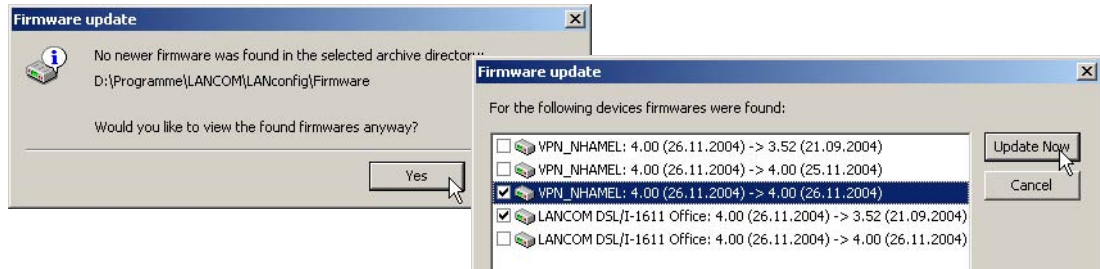 Firmware update
No newer firmware was found in the selected archive directory:
D:\Programme\LANCOM\LANconfig\Firmware
Would you like to view the found firmwares anyway?
Yes
Firmware update
For the following devices firmwares were found:
VPN_NHAMEL: 4.00 (26.11.2004) -> 3.52 (21.09.2004)
VPN_NHAMEL: 4.00 (26.11.2004) -> 4.00 (25.11.2004)
VPN_NHAMEL: 4.00 (26.11.2004) -> 4.00 (26.11.2004)
LANCOM DSL/I-1611 Office: 4.00 (26.11.2004) -> 3.52 (21.09.2004)
LANCOM DSL/I-1611 Office: 4.00 (26.11.2004) -> 4.00 (26.11.2004)
Update Now
Cancel